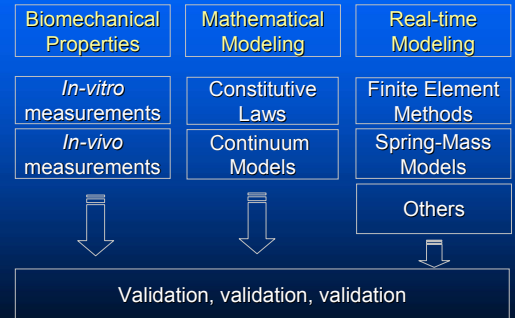 Biomechanical
Properties
Mathematical
Modeling
Real-time
Modeling
In-vitro
measurements
Constitutive
Laws
Finite Element
Methods
In-vivo
measurements
Continuum
Models
Spring-Mass
Models
Others
Validation, validation, validation